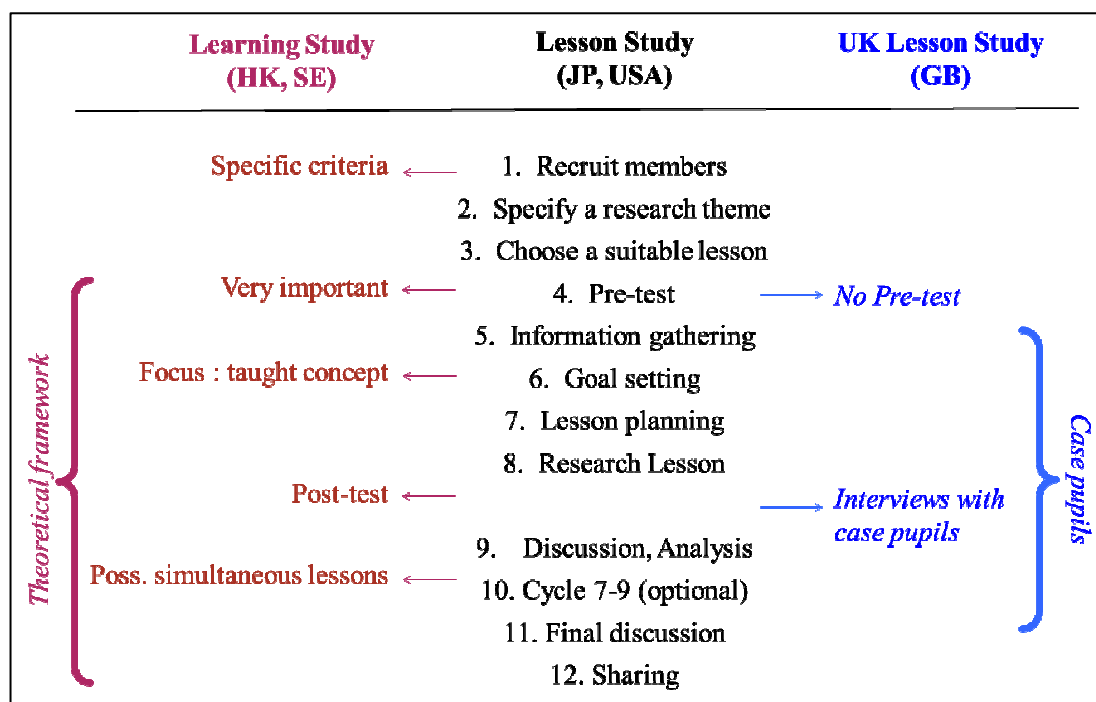 Learning Study
(HK, SE)
Lesson Study
(JP, USA)
UK Lesson Study
(GB)
Specific criteria
1. Recruit members
2. Specify a research theme
3. Choose a suitable lesson
Very important
4. Pre-test
No Pre-test
5. Information gathering
Focus : taught concept
6. Goal setting
7. Lesson planning
8. Research Lesson
Post-test
Interviews with
case pupils
9. Discussion, Analysis
Poss. simultaneous lessons
10. Cycle 7-9 (optional)
11. Final discussion
12. Sharing
Theoretical framework
Case pupils